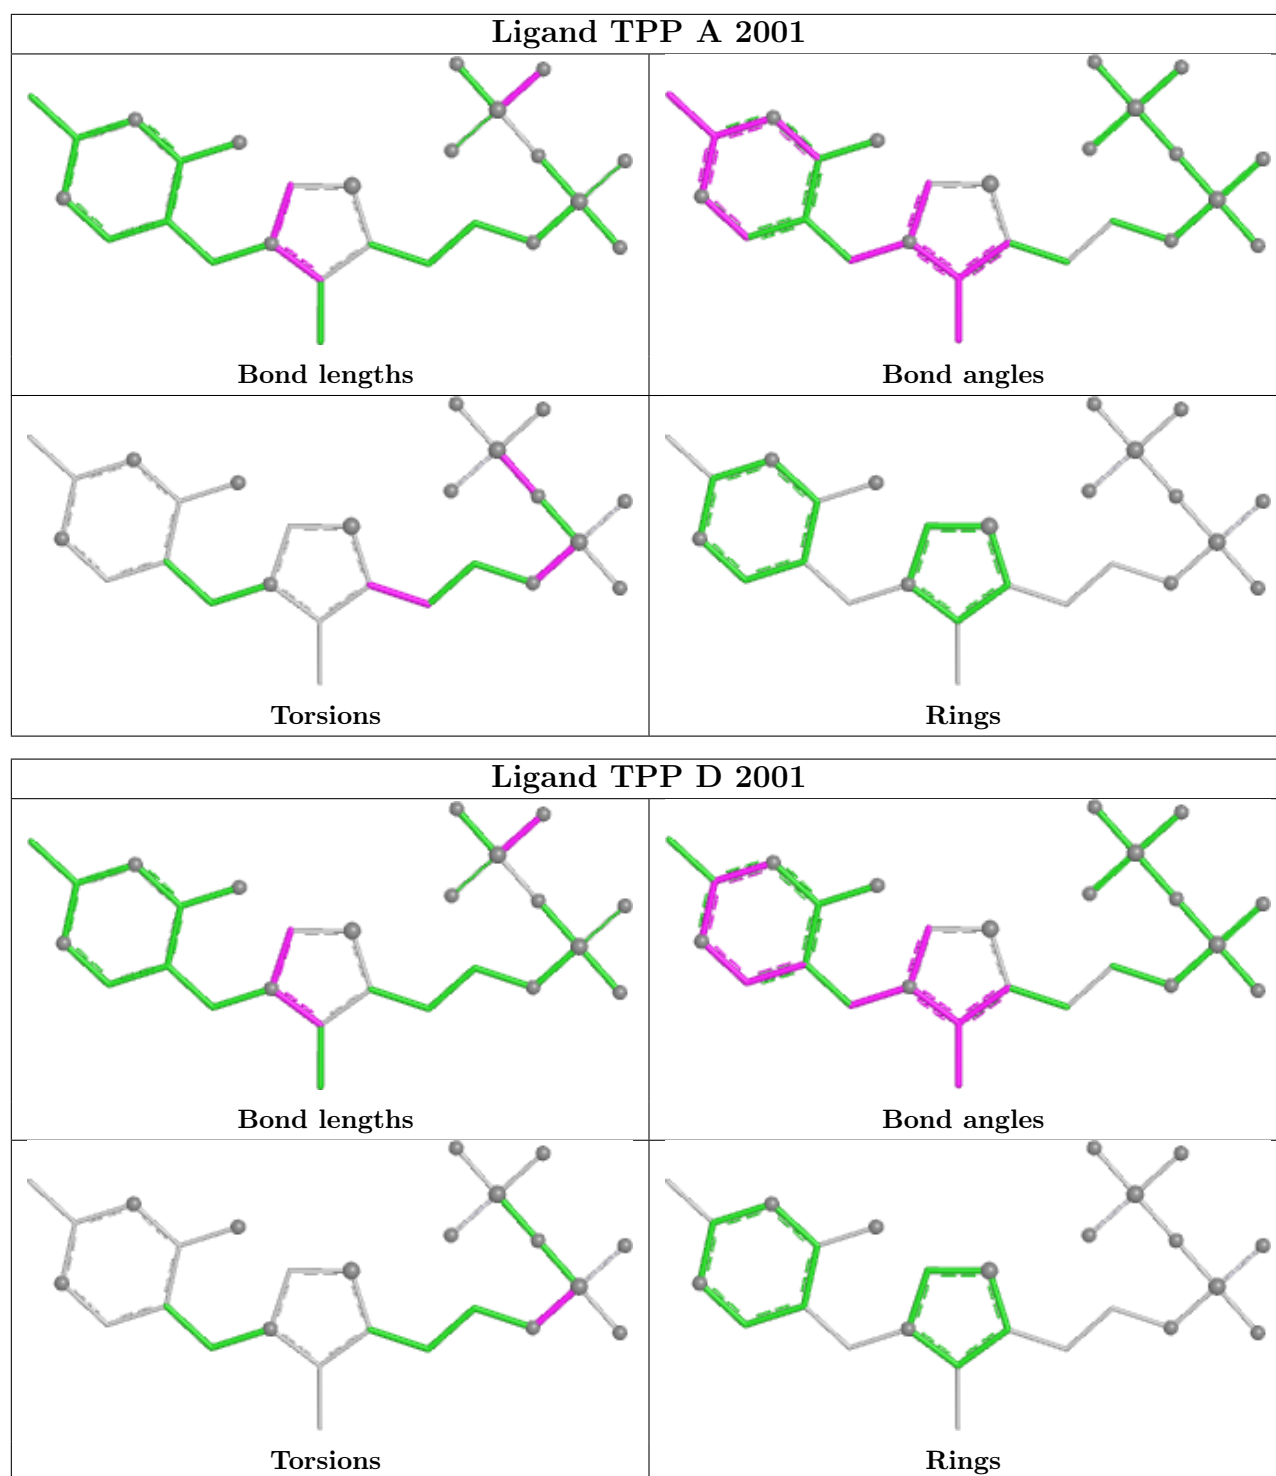 Ligand TPP A 2001
Bond lengths
Bond angles
Torsions
Rings
Ligand TPP D 2001
Bond lengths
Bond angles
Torsions
Rings